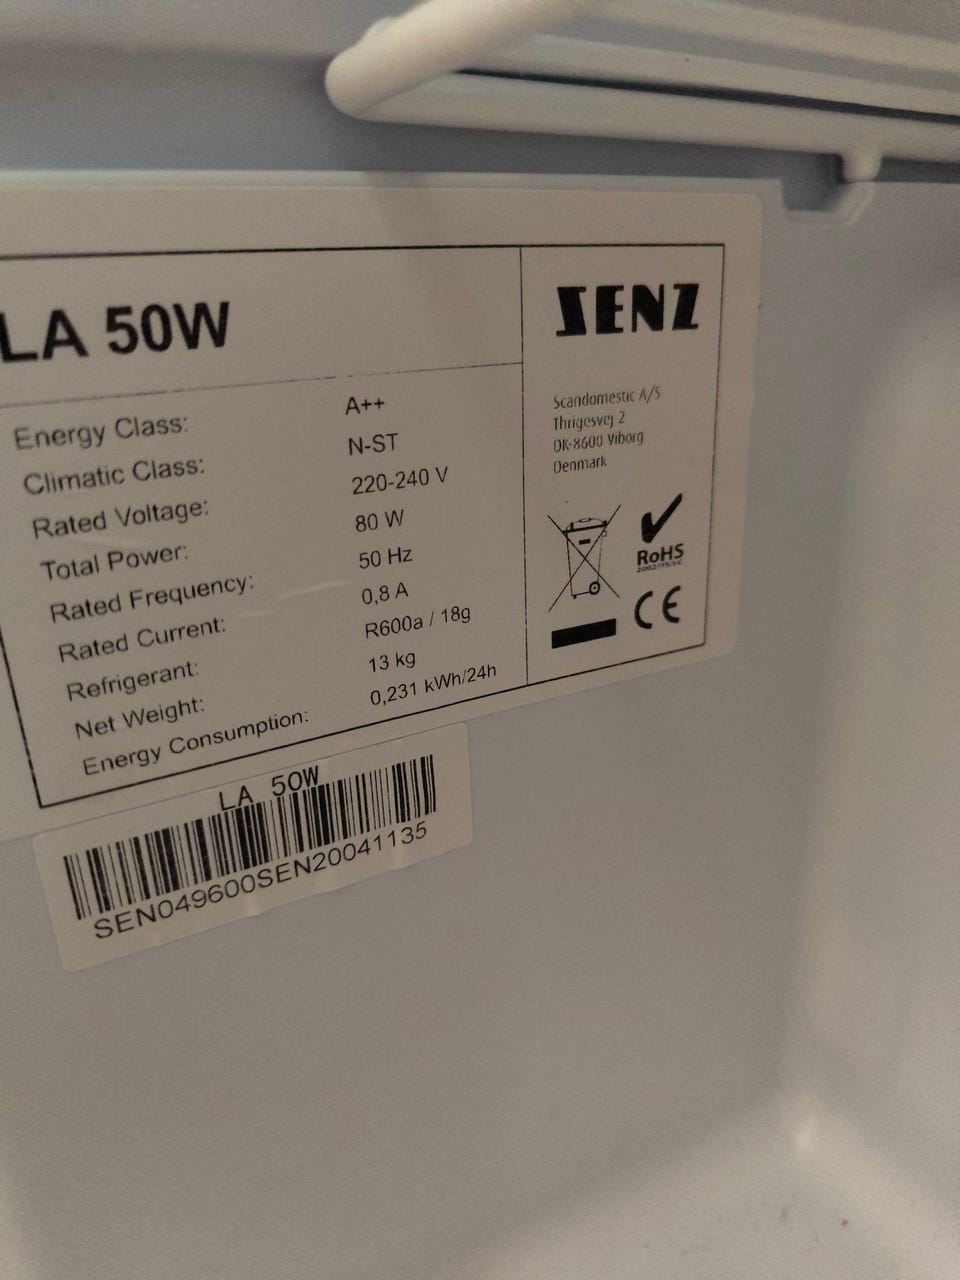 LA 50W
Energy Class: A++
Climatic Class: N-ST
Rated Voltage: 220-240 V
Total Power: 80 W
Rated Frequency: 50 Hz
Rated Current: 0,8 A
Refrigerant: R600a / 18g
Net Weight: 13 kg
Energy Consumption: 0,231 kWh/24h
SENZ
Scandomestic A/S
Thrigesvej 2
DK-8600 Viborg
Denmark
RoHS
CE
LA 50W
SEN049600SEN20041135